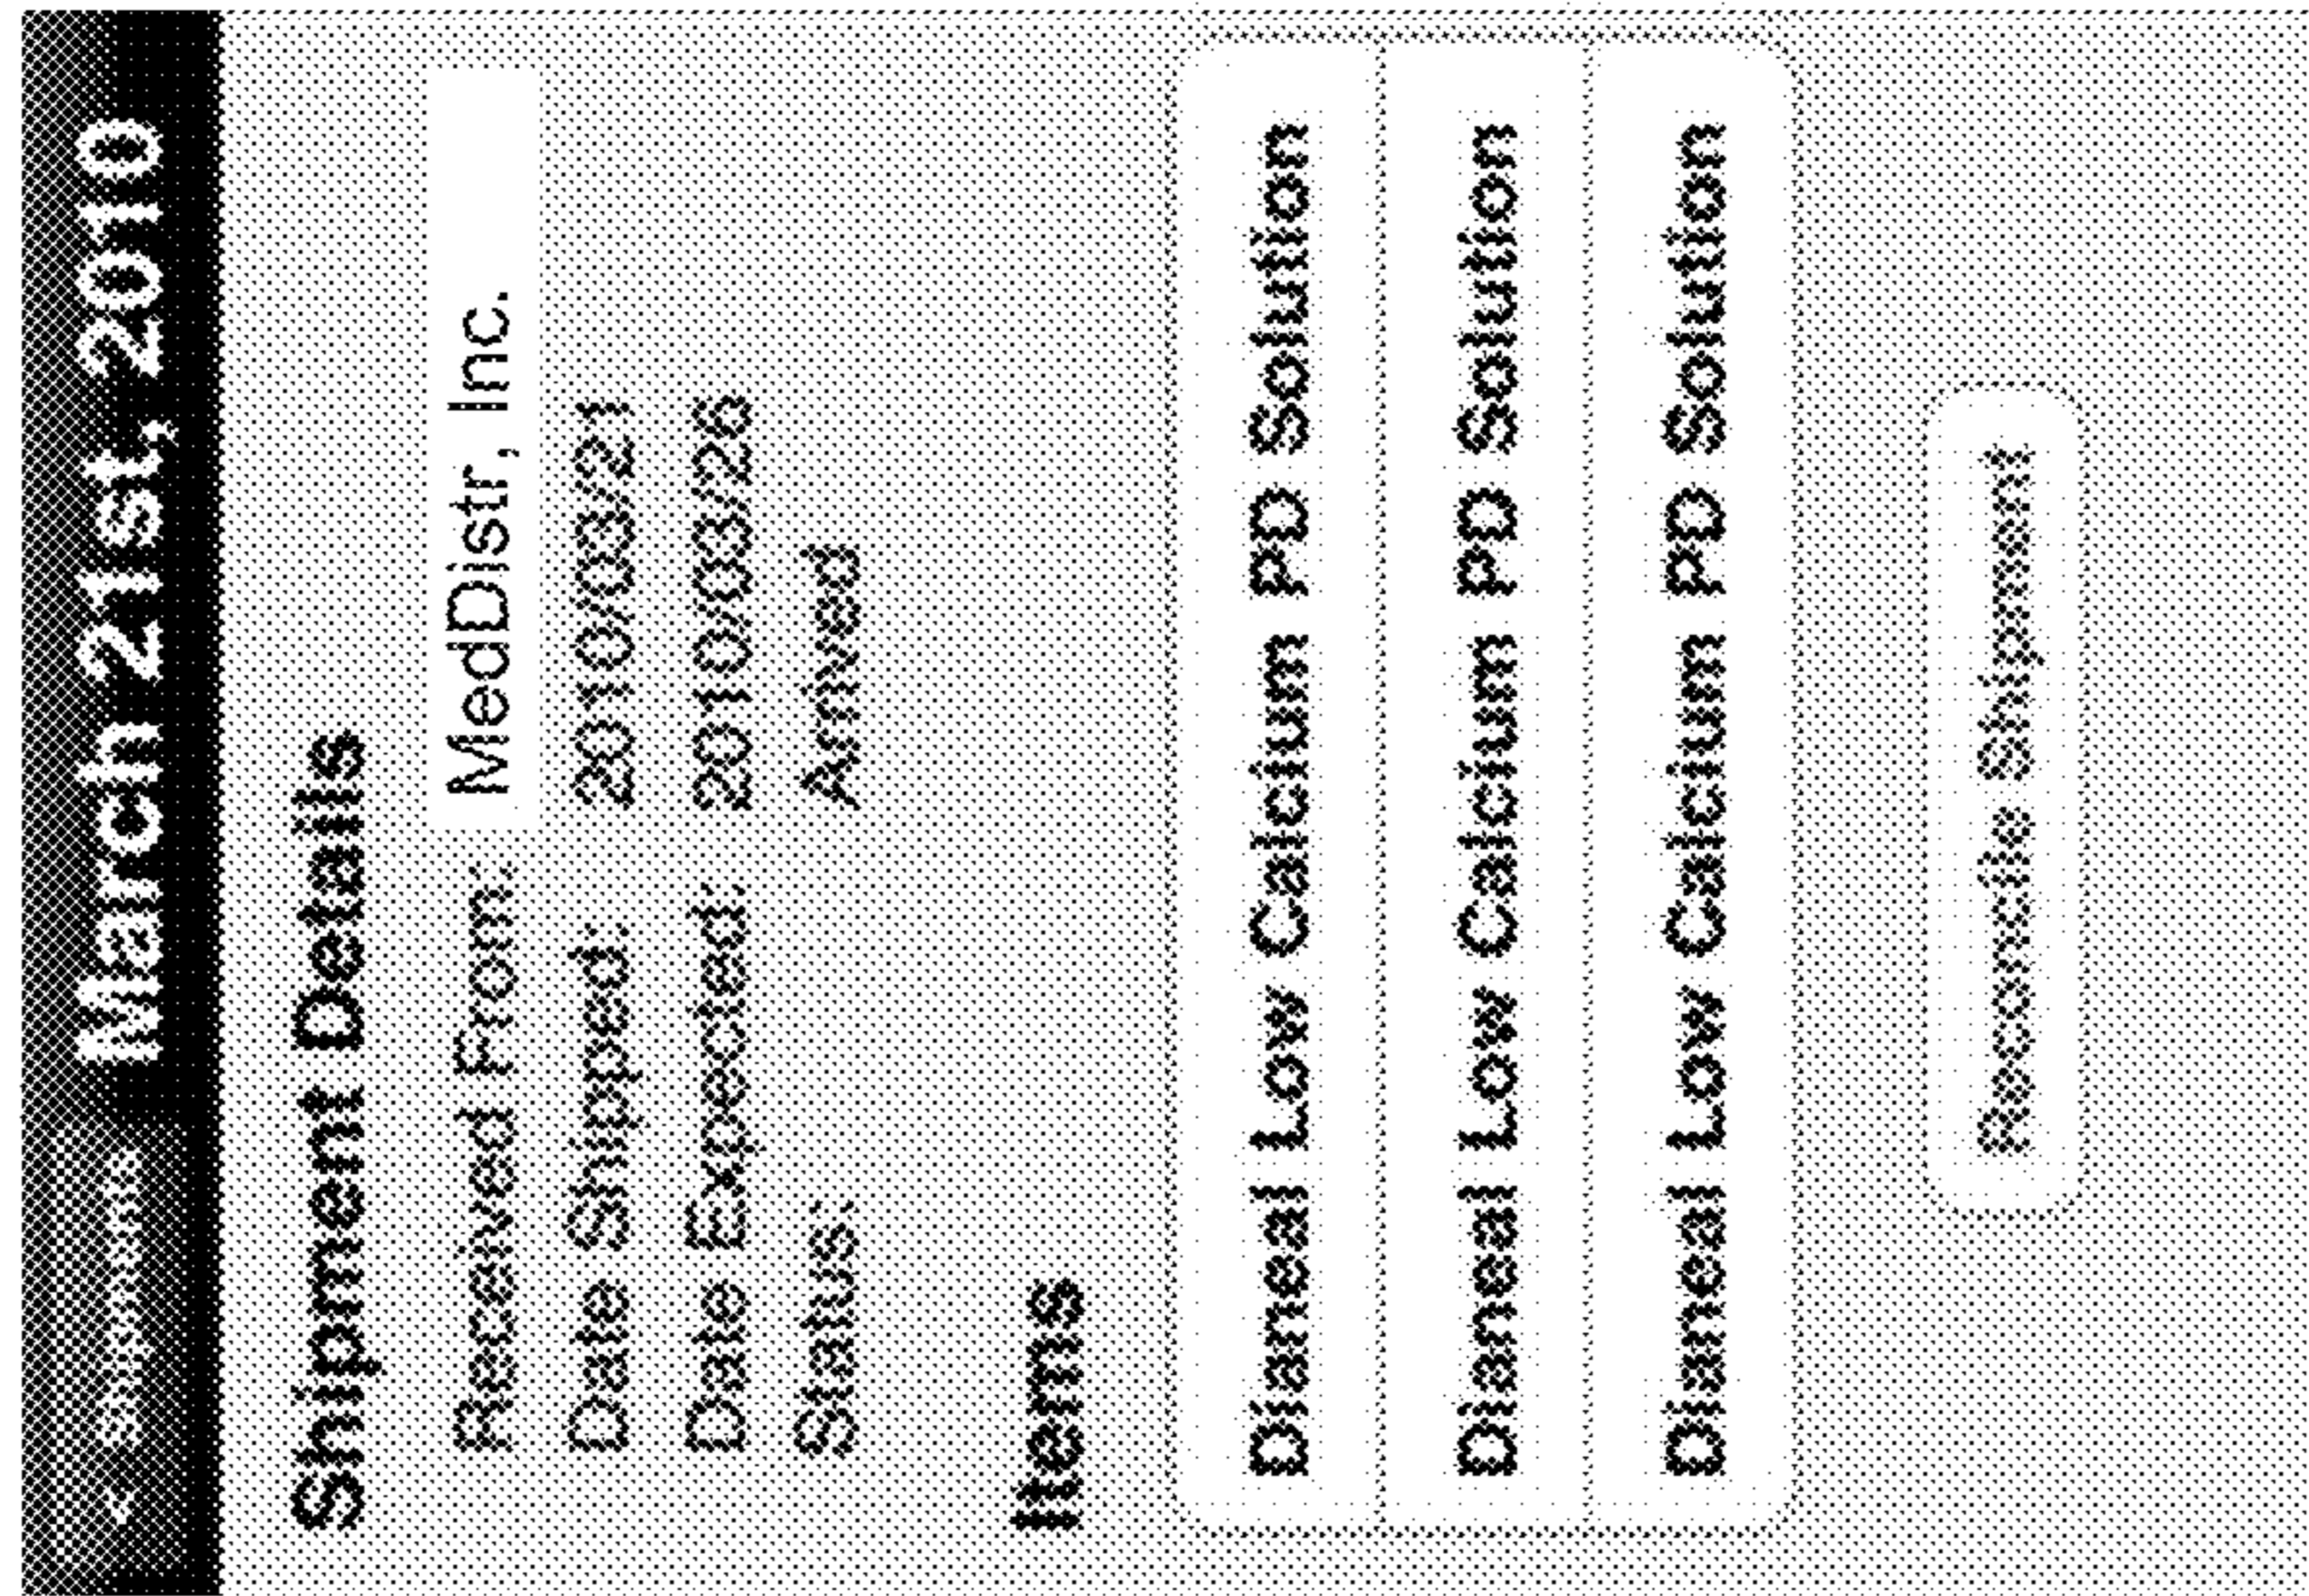 < Shipments
March 21st, 2010
Shipment Details
Received From: MedDistr, Inc.
Date Shipped: 2010/03/21
Date Expected: 2010/03/26
Status: Arrived
Items
Dianeal Low Calcium PD Solution
Dianeal Low Calcium PD Solution
Dianeal Low Calcium PD Solution
Reconcile Shipment